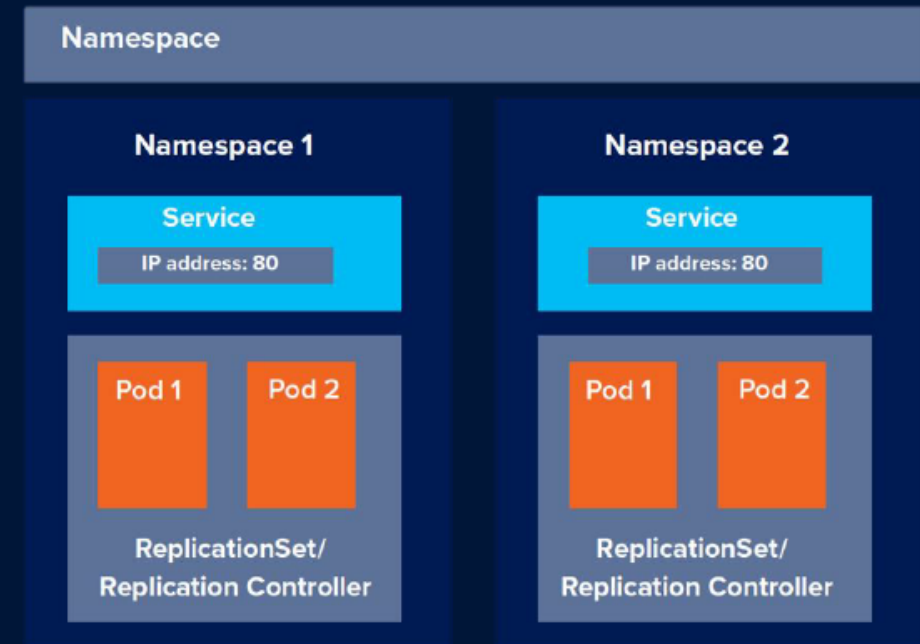 Namespace
Namespace 1
Service
IP address: 80
Pod 1
Pod 2
ReplicationSet/
Replication Controller
Namespace 2
Service
IP address: 80
Pod 1
Pod 2
ReplicationSet/
Replication Controller